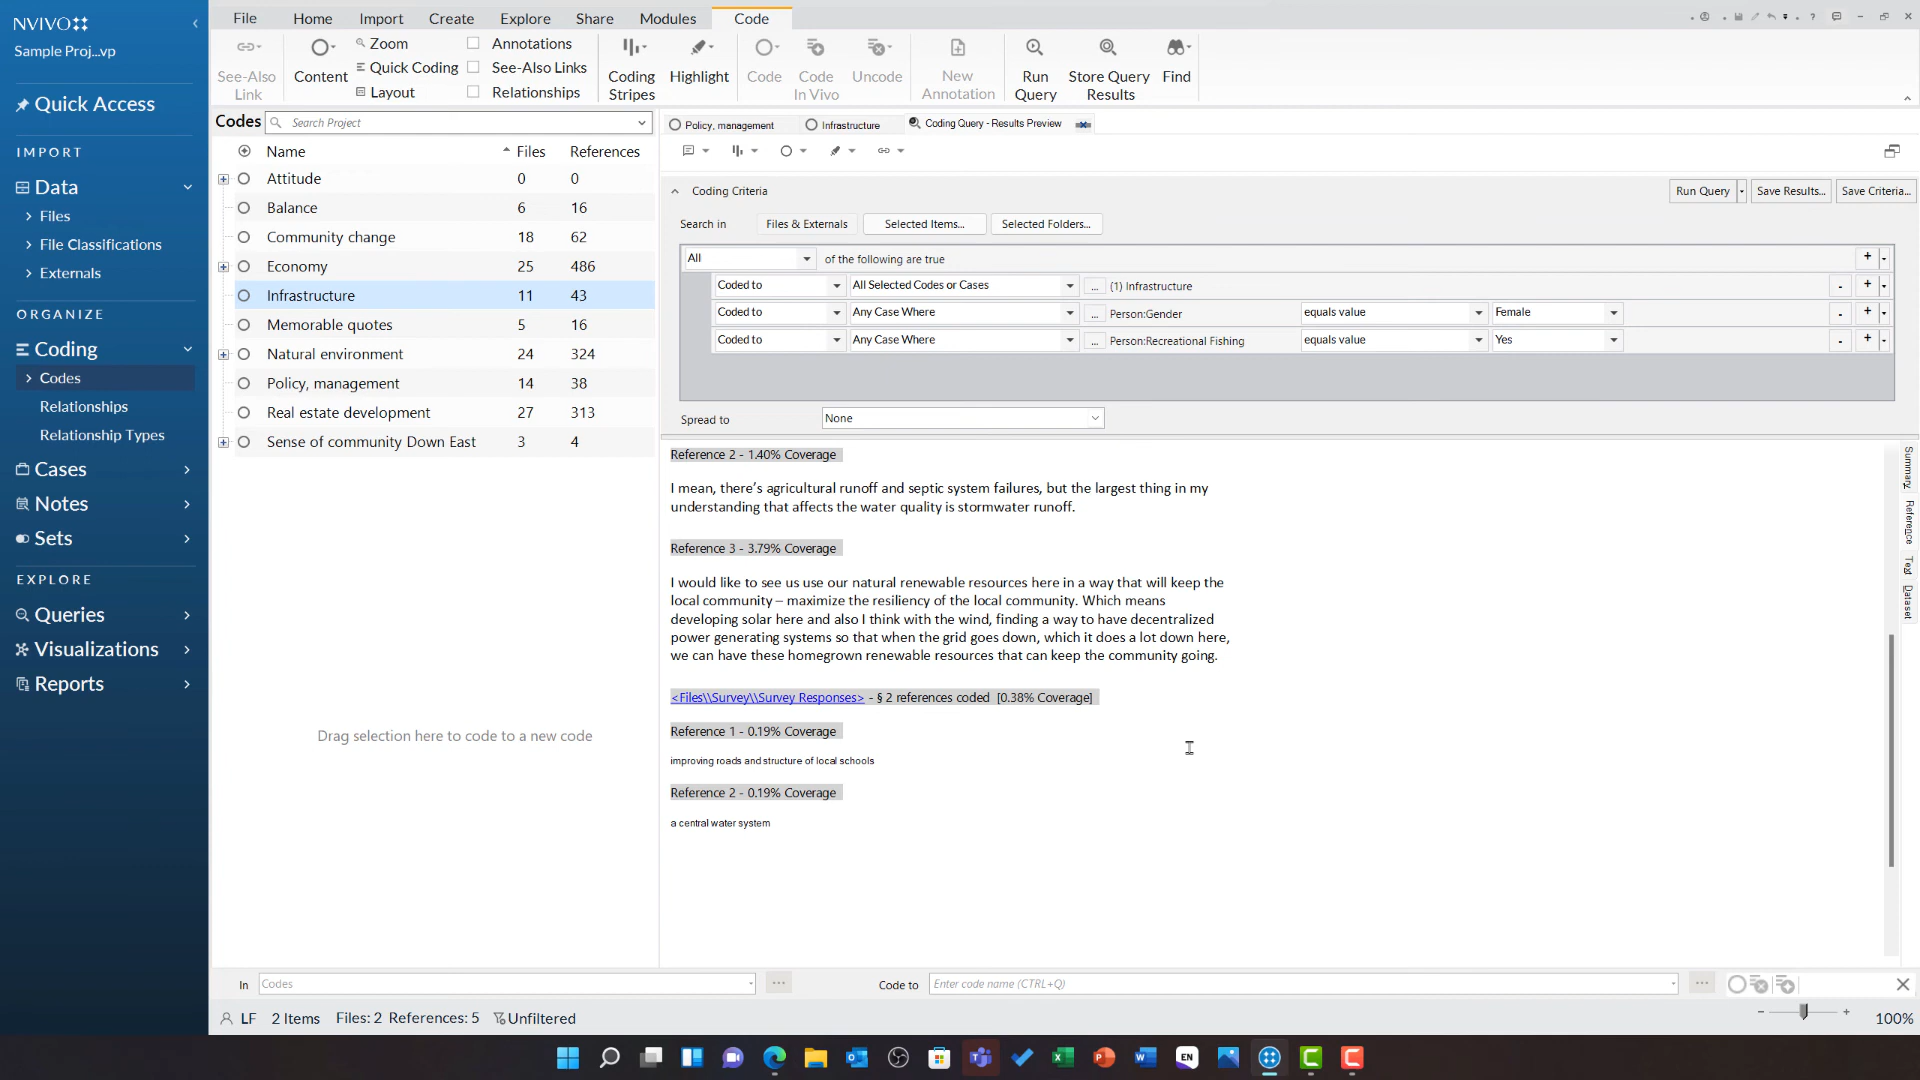 NVIVO
Sample Proj...vp
Quick Access
IMPORT
Data
Files
File Classifications
Externals
ORGANIZE
Coding
Codes
Relationships
Relationship Types
Cases
Notes
Sets
EXPLORE
Queries
Visualizations
Reports
File Home Import Create Explore Share Modules Code
See-Also Link
Content
Zoom
Quick Coding
Layout
Annotations
See-Also Links
Relationships
Coding Stripes
Highlight
Code
Code In Vivo
Uncode
New Annotation
Run Query
Store Query Results
Find
Codes Search Project
Name Files References
Attitude 0 0
Balance 6 16
Community change 18 62
Economy 25 486
Infrastructure 11 43
Memorable quotes 5 16
Natural environment 24 324
Policy, management 14 38
Real estate development 27 313
Sense of community Down East 3 4
Drag selection here to code to a new code
Policy, management Infrastructure Coding Query - Results Preview
Coding Criteria Run Query Save Results... Save Criteria...
Search in Files & Externals Selected Items... Selected Folders...
All of the following are true
Coded to All Selected Codes or Cases ... (1) Infrastructure
Coded to Any Case Where ... Person:Gender equals value Female
Coded to Any Case Where ... Person:Recreational Fishing equals value Yes
Spread to None
Reference 2 - 1.40% Coverage
I mean, there's agricultural runoff and septic system failures, but the largest thing in my
understanding that affects the water quality is stormwater runoff.
Reference 3 - 3.79% Coverage
I would like to see us use our natural renewable resources here in a way that will keep the
local community – maximize the resiliency of the local community. Which means
developing solar here and also I think with the wind, finding a way to have decentralized
power generating systems so that when the grid goes down, which it does a lot down here,
we can have these homegrown renewable resources that can keep the community going.
<Files\\Survey\\Survey Responses> - § 2 references coded [0.38% Coverage]
Reference 1 - 0.19% Coverage
improving roads and structure of local schools
Reference 2 - 0.19% Coverage
a central water system
Summary
Reference
Text
Dataset
In Codes ... Code to Enter code name (CTRL+Q) ...
LF 2 Items Files: 2 References: 5 Unfiltered 100%
EN